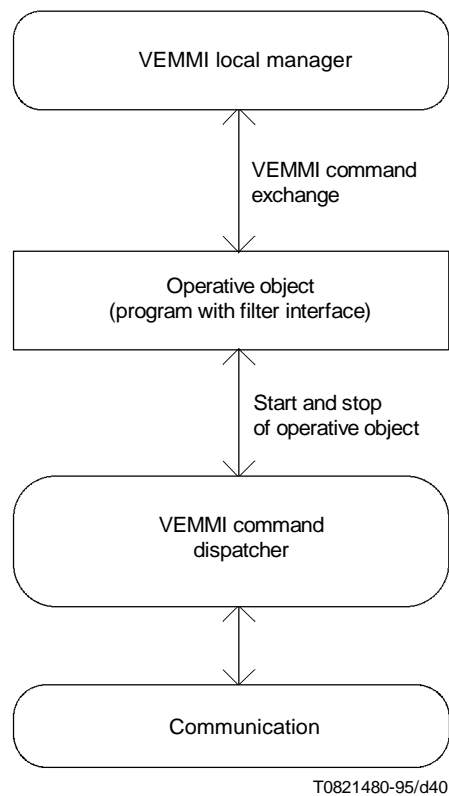 VEMMI local manager
VEMMI command
exchange
Operative object
(program with filter interface)
Start and stop
of operative object
VEMMI command
dispatcher
Communication
T0821480-95/d40